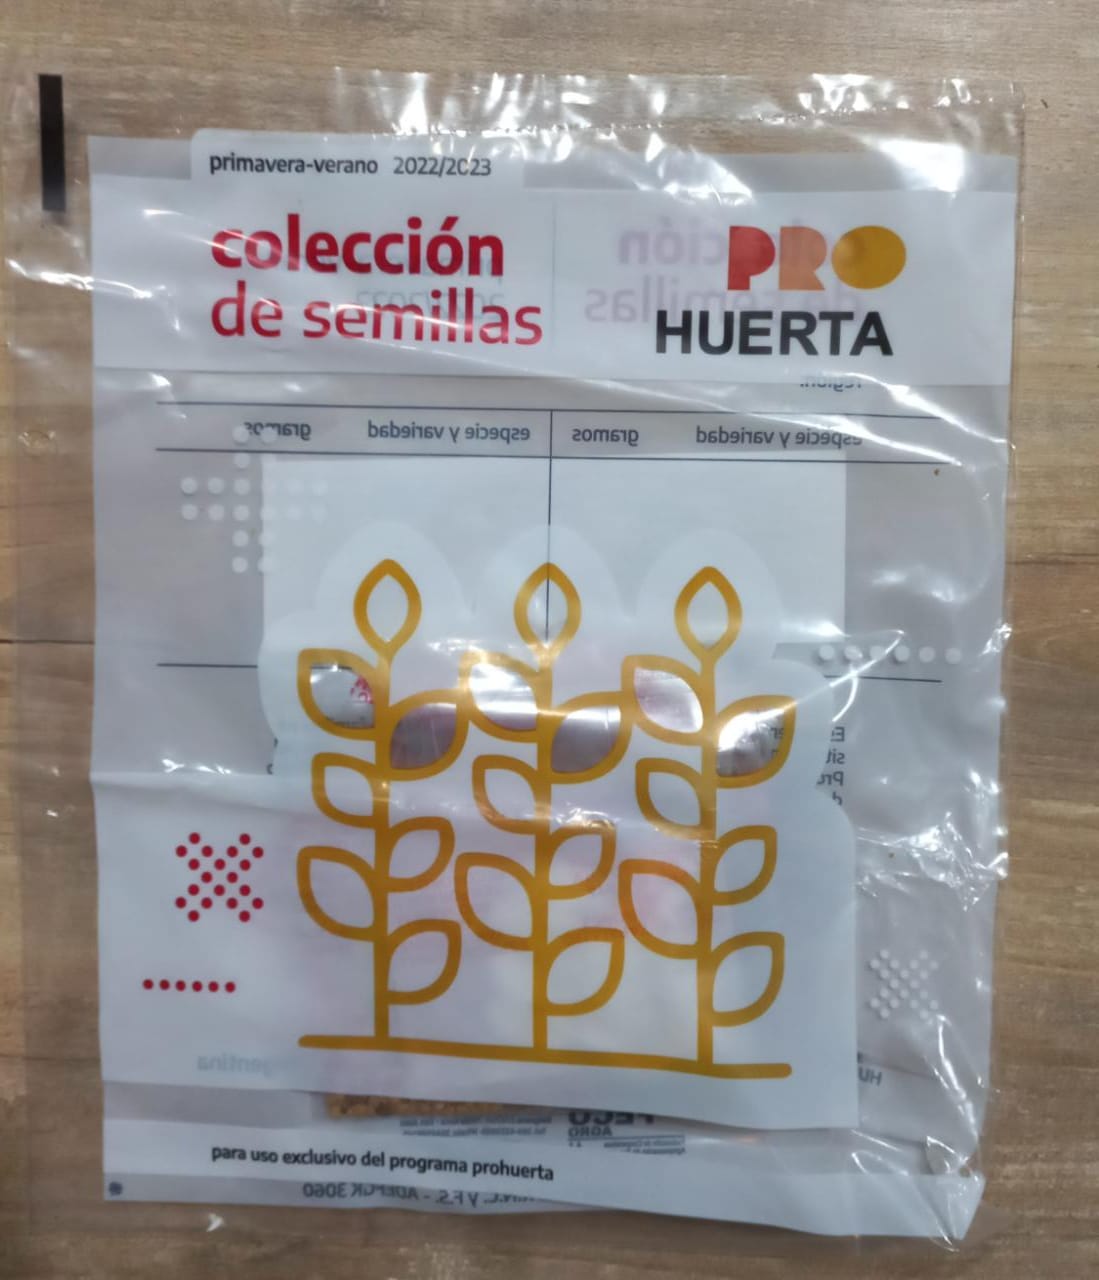 primavera-verano 2022/2023
colección
de semillas
PRO
HUERTA
región.
especie y variedad gramos
especie y variedad gramos
para uso exclusivo del programa prohuerta